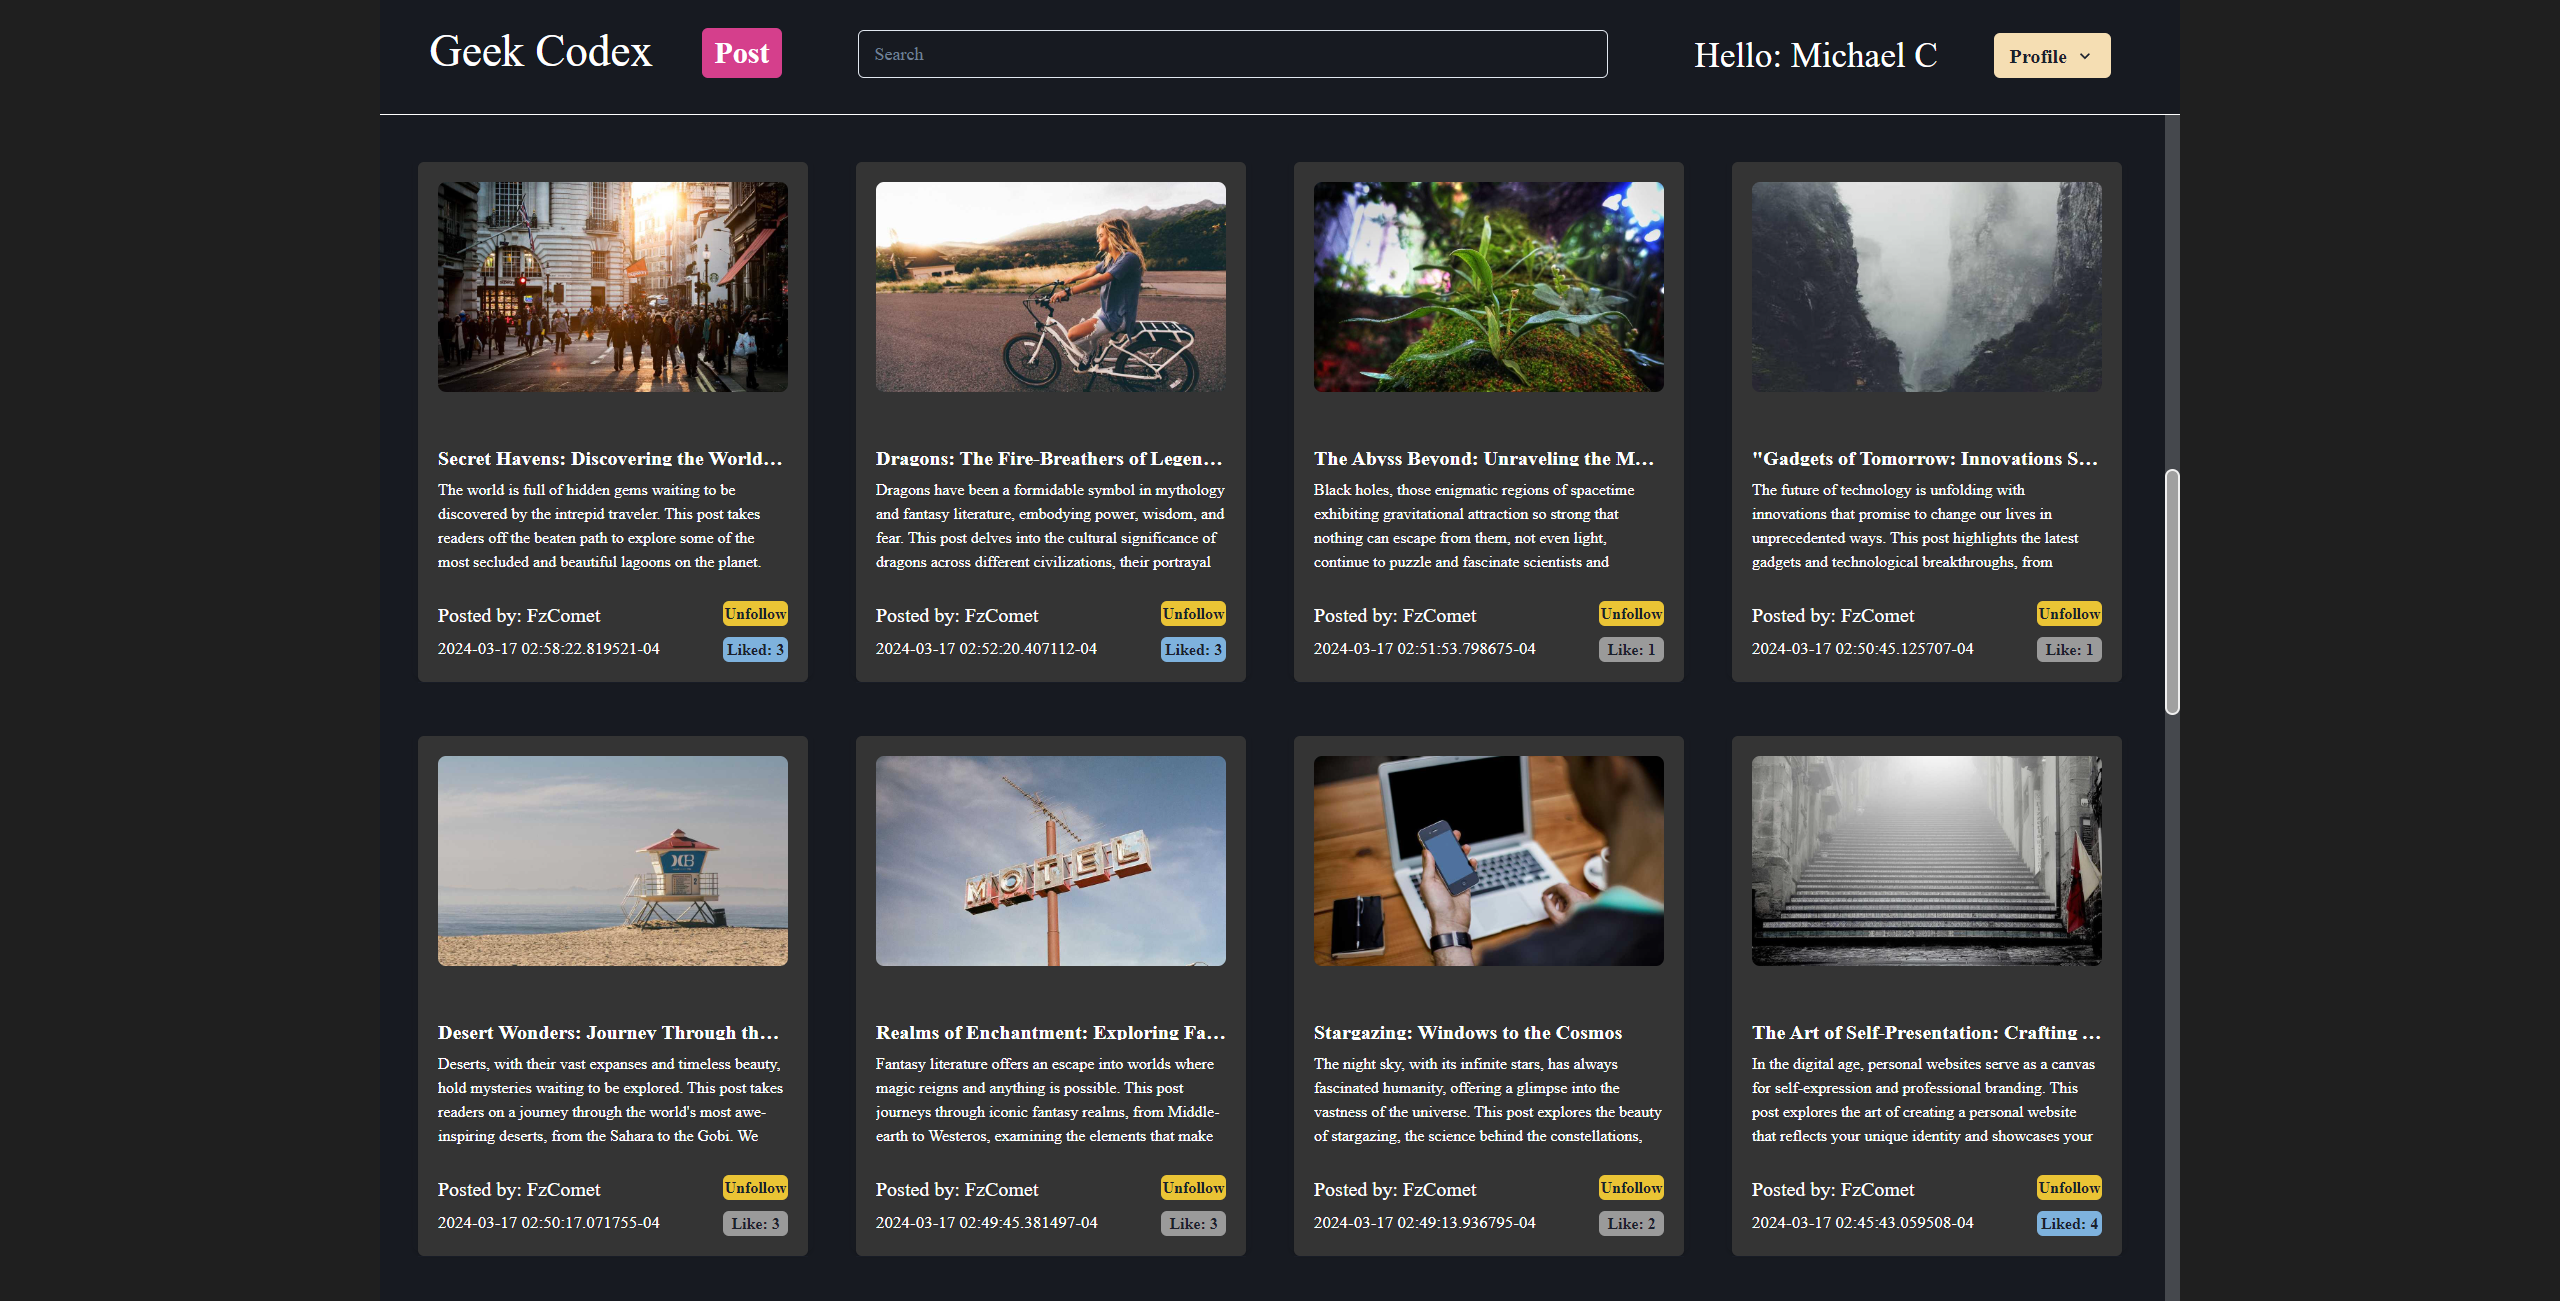 Geek Codex
Post
Search
Hello: Michael C
Profile
Secret Havens: Discovering the World...
The world is full of hidden gems waiting to be
discovered by the intrepid traveler. This post takes
readers off the beaten path to explore some of the
most secluded and beautiful lagoons on the planet.
Posted by: FzComet
Unfollow
2024-03-17 02:58:22.819521-04
Liked: 3
Dragons: The Fire-Breathers of Legen...
Dragons have been a formidable symbol in mythology
and fantasy literature, embodying power, wisdom, and
fear. This post delves into the cultural significance of
dragons across different civilizations, their portrayal
Posted by: FzComet
Unfollow
2024-03-17 02:52:20.407112-04
Liked: 3
The Abyss Beyond: Unraveling the M...
Black holes, those enigmatic regions of spacetime
exhibiting gravitational attraction so strong that
nothing can escape from them, not even light,
continue to puzzle and fascinate scientists and
Posted by: FzComet
Unfollow
2024-03-17 02:51:53.798675-04
Like: 1
"Gadgets of Tomorrow: Innovations S...
The future of technology is unfolding with
innovations that promise to change our lives in
unprecedented ways. This post highlights the latest
gadgets and technological breakthroughs, from
Posted by: FzComet
Unfollow
2024-03-17 02:50:45.125707-04
Like: 1
Desert Wonders: Journey Through th...
Deserts, with their vast expanses and timeless beauty,
hold mysteries waiting to be explored. This post takes
readers on a journey through the world's most awe-
inspiring deserts, from the Sahara to the Gobi. We
Posted by: FzComet
Unfollow
2024-03-17 02:50:17.071755-04
Like: 3
MOTEL
Realms of Enchantment: Exploring Fa...
Fantasy literature offers an escape into worlds where
magic reigns and anything is possible. This post
journeys through iconic fantasy realms, from Middle-
earth to Westeros, examining the elements that make
Posted by: FzComet
Unfollow
2024-03-17 02:49:45.381497-04
Like: 3
Stargazing: Windows to the Cosmos
The night sky, with its infinite stars, has always
fascinated humanity, offering a glimpse into the
vastness of the universe. This post explores the beauty
of stargazing, the science behind the constellations,
Posted by: FzComet
Unfollow
2024-03-17 02:49:13.936795-04
Like: 2
The Art of Self-Presentation: Crafting ...
In the digital age, personal websites serve as a canvas
for self-expression and professional branding. This
post explores the art of creating a personal website
that reflects your unique identity and showcases your
Posted by: FzComet
Unfollow
2024-03-17 02:45:43.059508-04
Liked: 4